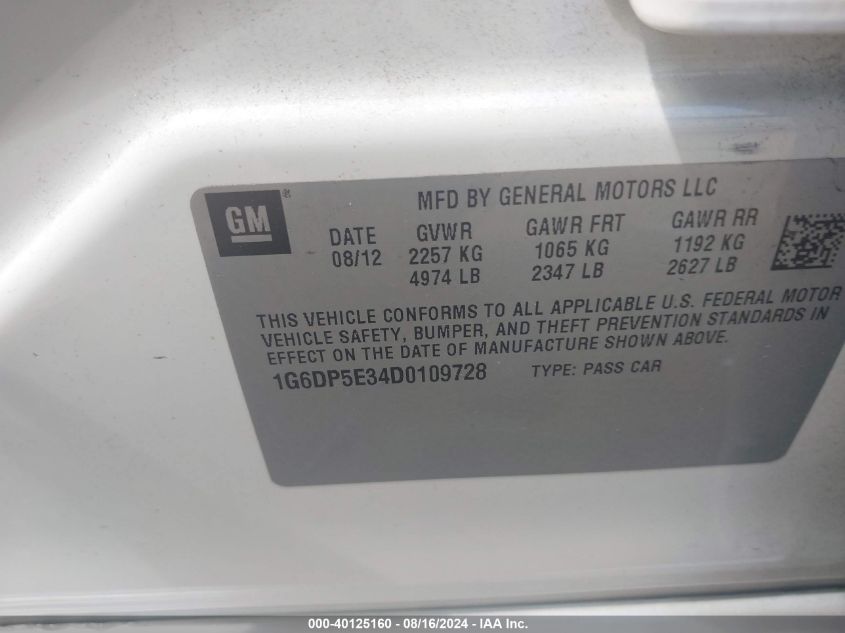 GM
MFD BY GENERAL MOTORS LLC
DATE GVWR GAWR FRT GAWR RR
08/12 2257 KG 1065 KG 1192 KG
4974 LB 2347 LB 2627 LB
THIS VEHICLE CONFORMS TO ALL APPLICABLE U.S. FEDERAL MOTOR
VEHICLE SAFETY, BUMPER, AND THEFT PREVENTION STANDARDS IN
EFFECT ON THE DATE OF MANUFACTURE SHOWN ABOVE.
1G6DP5E34D0109728 TYPE: PASS CAR
000-40125160 - 08/16/2024 - IAA Inc.